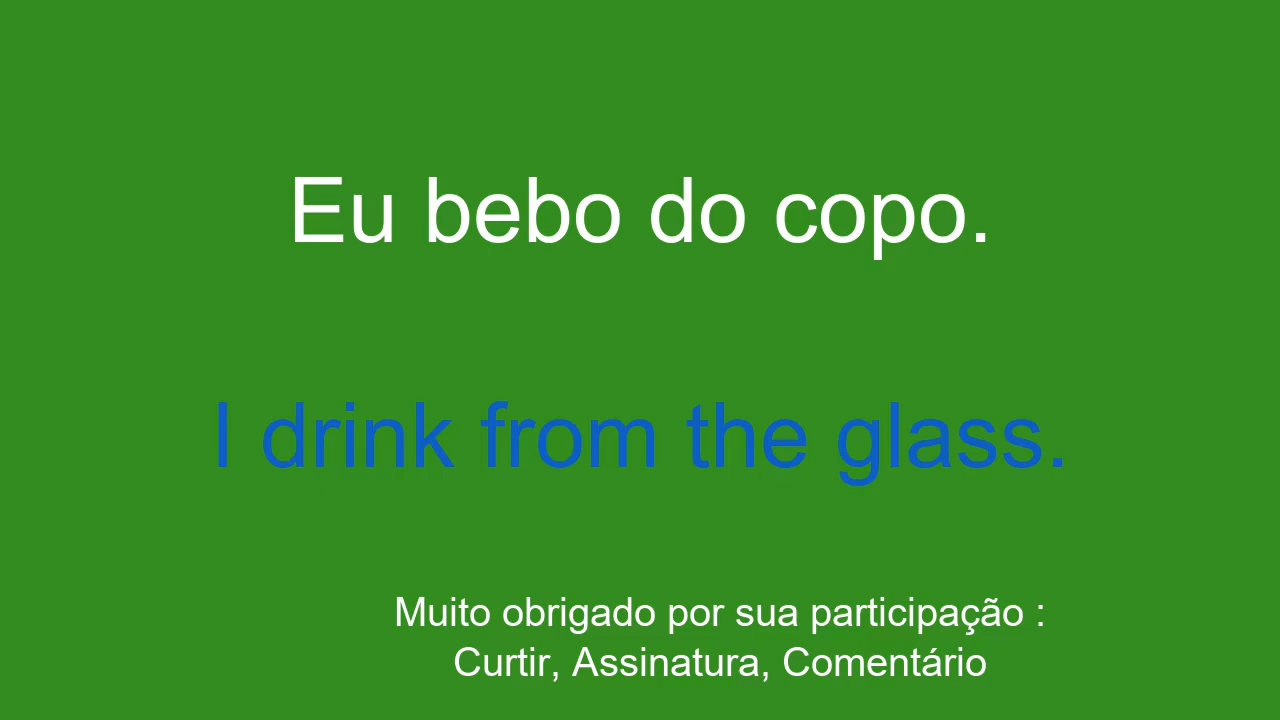 Eu bebo do copo.
I drink from the glass.
Muito obrigado por sua participação :
Curtir, Assinatura, Comentário